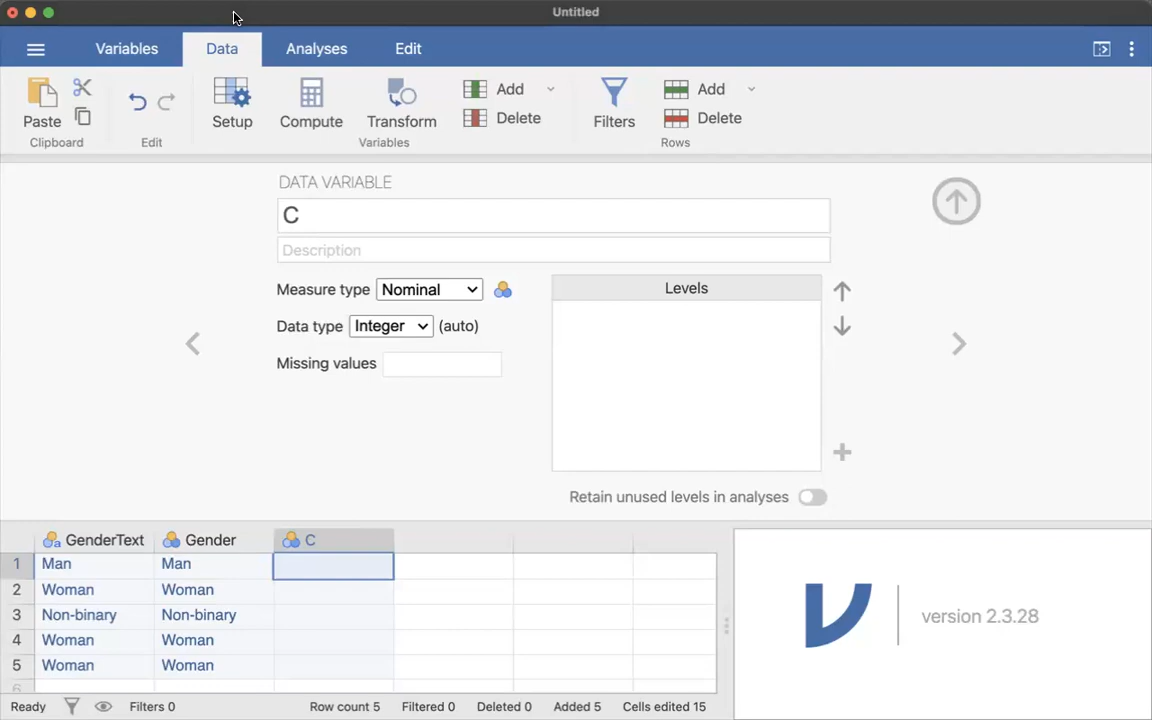 Untitled
Variables Data Analyses Edit
Paste Setup Compute Transform Add Delete Filters Add Delete
Clipboard Edit Variables Rows
DATA VARIABLE
C
Description
Measure type Nominal
Levels
Data type Integer (auto)
Missing values
Retain unused levels in analyses
GenderText Gender C
1 Man Man
2 Woman Woman
3 Non-binary Non-binary
4 Woman Woman
5 Woman Woman
6
version 2.3.28
Ready Filters 0 Row count 5 Filtered 0 Deleted 0 Added 5 Cells edited 15